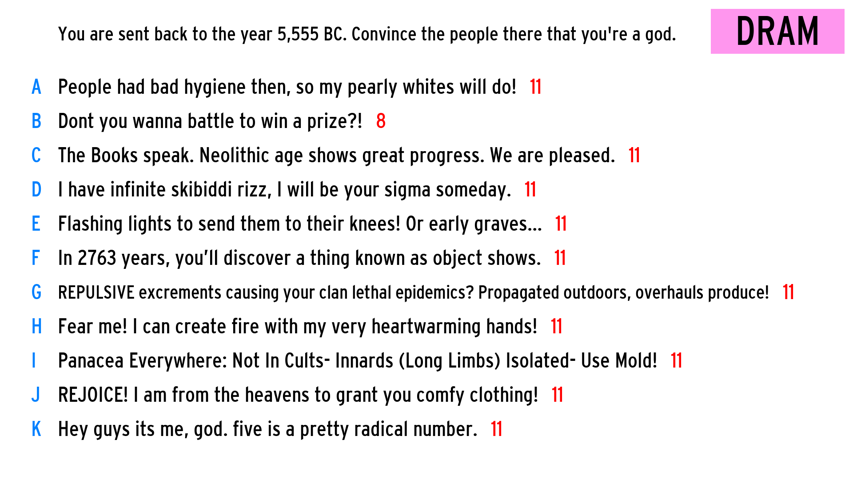 You are sent back to the year 5,555 BC. Convince the people there that you're a god.
DRAM
A People had bad hygiene then, so my pearly whites will do! 11
B Dont you wanna battle to win a prize?! 8
C The Books speak. Neolithic age shows great progress. We are pleased. 11
D I have infinite skibiddi rizz, I will be your sigma someday. 11
E Flashing lights to send them to their knees! Or early graves... 11
F In 2763 years, you'll discover a thing known as object shows. 11
G REPULSIVE excrements causing your clan lethal epidemics? Propagated outdoors, overhauls produce! 11
H Fear me! I can create fire with my very heartwarming hands! 11
I Panacea Everywhere: Not In Cults- Innards (Long Limbs) Isolated- Use Mold! 11
J REJOICE! I am from the heavens to grant you comfy clothing! 11
K Hey guys its me, god. five is a pretty radical number. 11